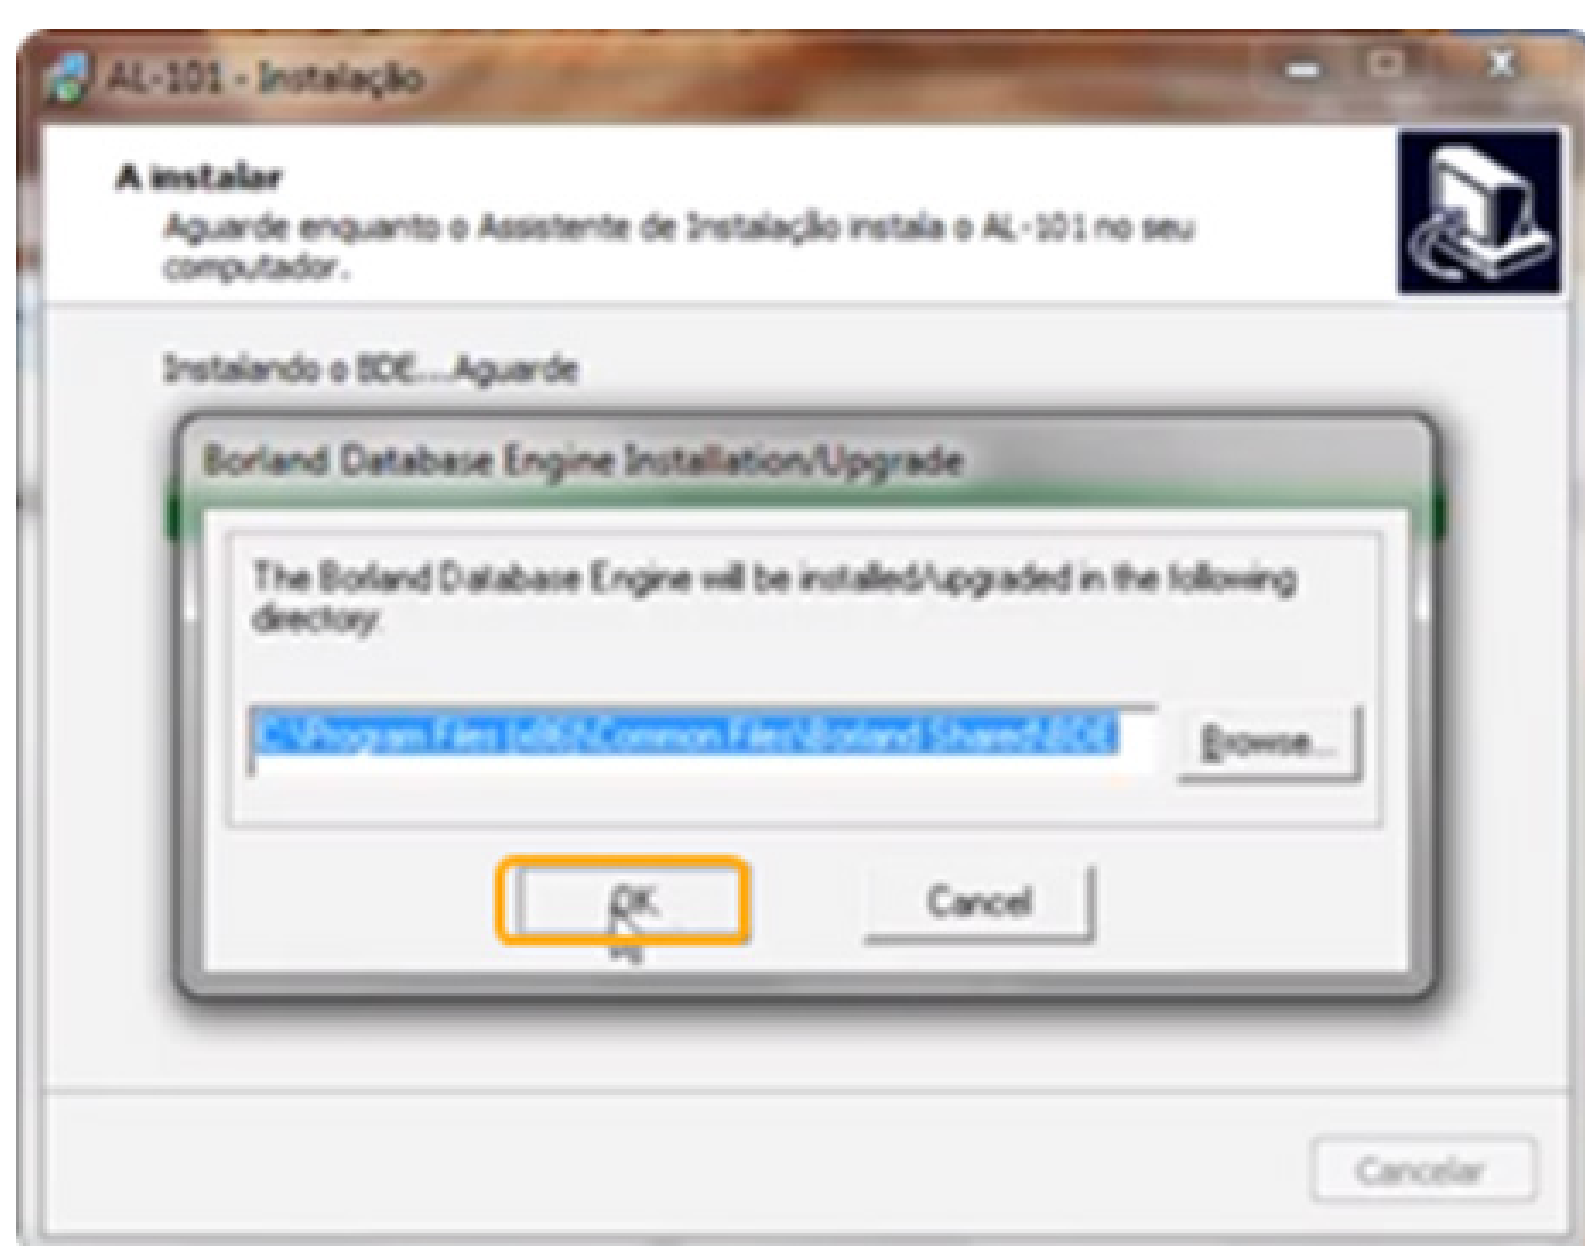 AL-101 - Instalação
A instalar
Aguarde enquanto o Assistente de Instalação instala o AL-101 no seu
computador.
Instalando o BDE....Aguarde
Borland Database Engine Installation/Upgrade
The Borland Database Engine will be installed/upgraded in the following
directory:
C:\Program Files (x86)\Common Files\Borland Shared\BDE
Browse...
OK
Cancel
Cancelar